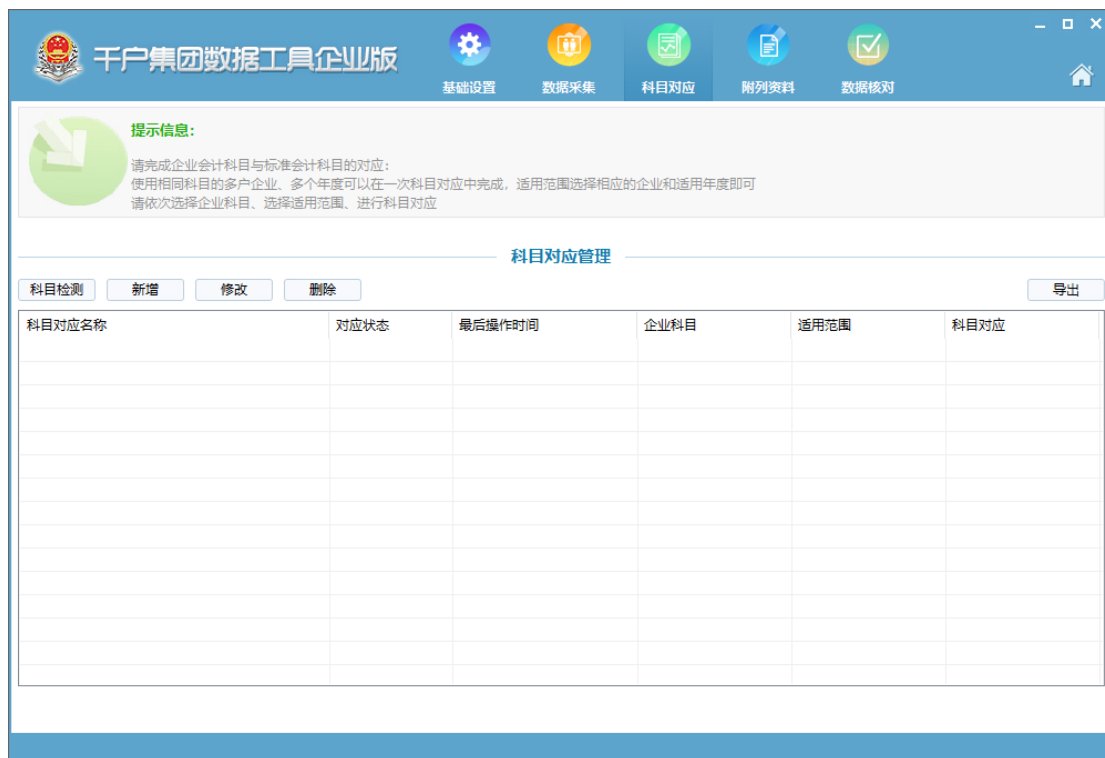 千户集团数据工具企业版
基础设置
数据采集
科目对应
附列资料
数据核对
提示信息：
请完成企业会计科目与标准会计科目的对应：
使用相同科目的多户企业、多个年度可以在一次科目对应中完成，适用范围选择相应的企业和适用年度即可
请依次选择企业科目、选择适用范围、进行科目对应
科目对应管理
科目检测 新增 修改 删除 导出
科目对应名称 对应状态 最后操作时间 企业科目 适用范围 科目对应